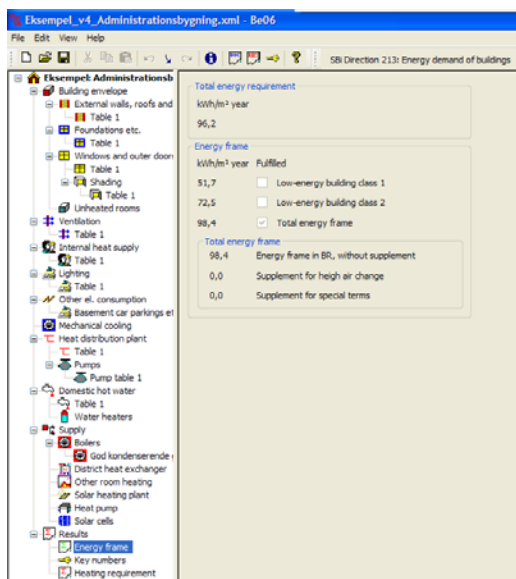 Eksempel_v4_Administrationsbygning.xml - Be06
File Edit View Help
SBi Direction 213: Energy demand of buildings
Eksempel: Administrationsb
Building envelope
External walls, roofs and
Table 1
Foundations etc.
Table 1
Windows and outer doors
Table 1
Shading
Table 1
Unheated rooms
Ventilation
Table 1
Internal heat supply
Table 1
Lighting
Table 1
Other el. consumption
Basement car parkings et
Mechanical cooling
Heat distribution plant
Table 1
Pumps
Pump table 1
Domestic hot water
Table 1
Water heaters
Supply
Boilers
God kondenserende
District heat exchanger
Other room heating
Solar heating plant
Heat pump
Solar cells
Results
Energy frame
Key numbers
Heating requirement
Total energy requirement
kWh/m² year
96,2
Energy frame
kWh/m² year Fulfilled
51,7 Low-energy building class 1
72,5 Low-energy building class 2
98,4 Total energy frame
Total energy frame
98,4 Energy frame in BR, without supplement
0,0 Supplement for heigh air change
0,0 Supplement for special terms